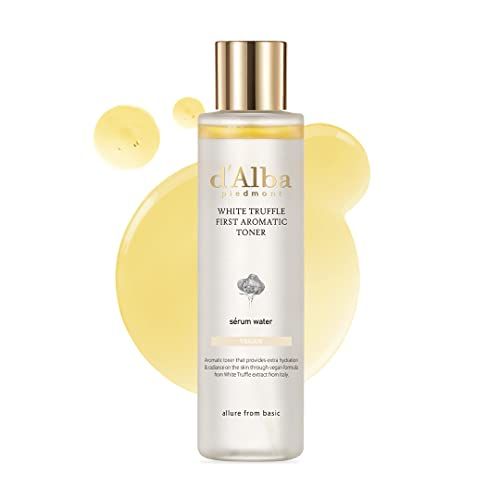 d'Alba
piedmont
WHITE TRUFFLE
FIRST AROMATIC
TONER
sérum water
VEGAN
Aromatic toner that provides extra hydration
& radiance on the skin through vegan formula
from White Truffle extract from Italy.
allure from basic